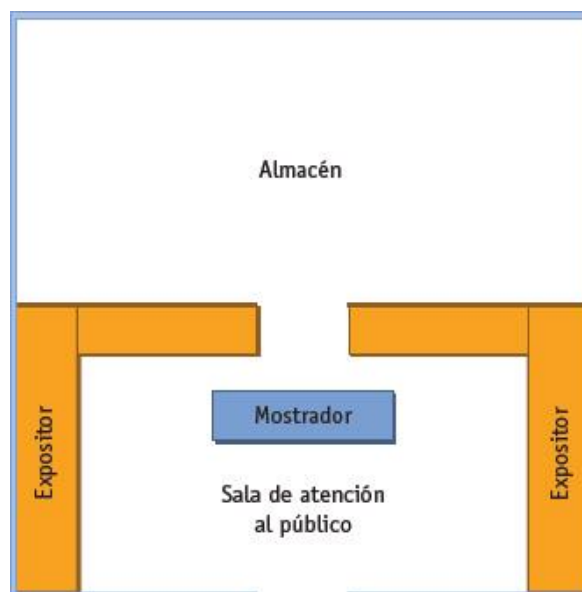 Almacén
Mostrador
Expositor
Expositor
Sala de atención
al público